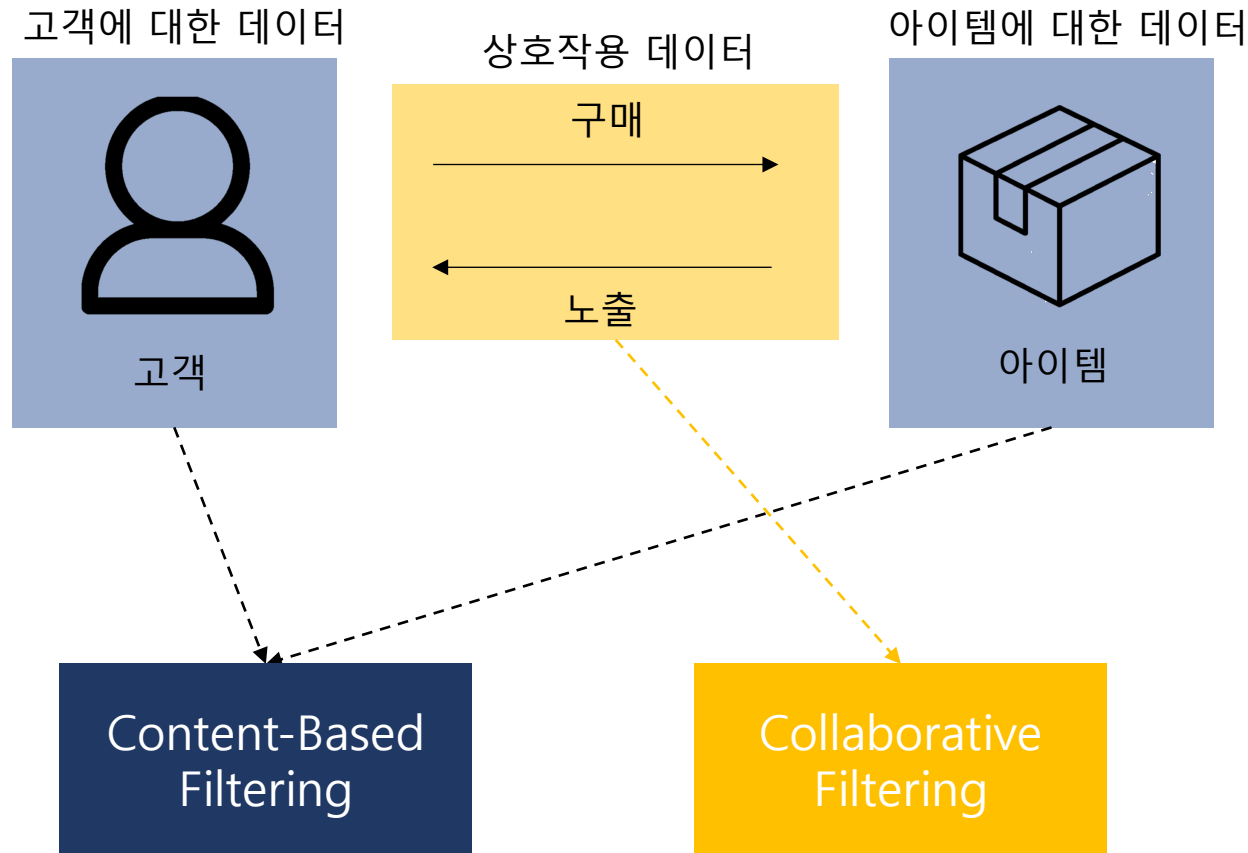 고객에 대한 데이터
상호작용 데이터
아이템에 대한 데이터
구매
노출
고객
아이템
Content-Based
Filtering
Collaborative
Filtering